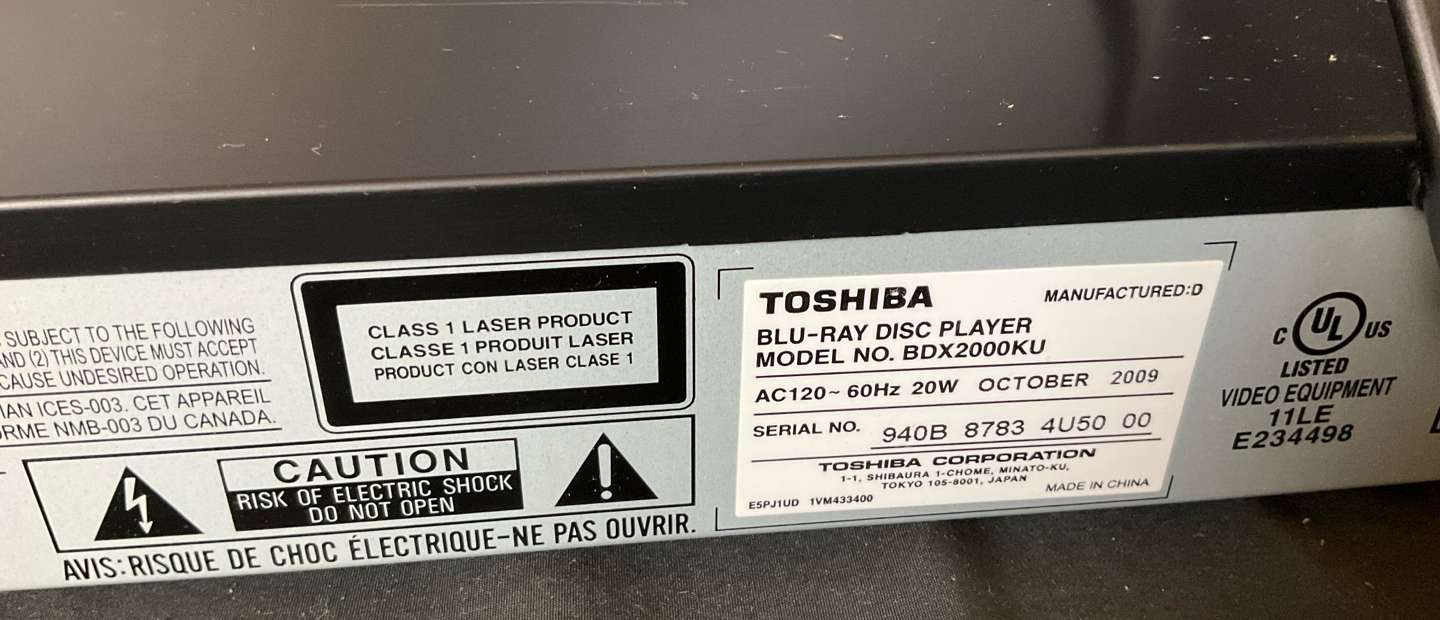 SUBJECT TO THE FOLLOWING
AND (2) THIS DEVICE MUST ACCEPT
CAUSE UNDESIRED OPERATION.
ICES-003. CET APPAREIL
NMB-003 DU CANADA.
CLASS 1 LASER PRODUCT
CLASSE 1 PRODUIT LASER
PRODUCT CON LASER CLASE 1
CAUTION
RISK OF ELECTRIC SHOCK
DO NOT OPEN
AVIS: RISQUE DE CHOC ÉLECTRIQUE-NE PAS OUVRIR.
TOSHIBA MANUFACTURED:D
BLU-RAY DISC PLAYER
MODEL NO. BDX2000KU
AC120~ 60Hz 20W OCTOBER 2009
SERIAL NO. 940B 8783 4U50 00
TOSHIBA CORPORATION
1-1, SHIBAURA 1-CHOME, MINATO-KU,
TOKYO 105-8001, JAPAN
MADE IN CHINA
E5PJ1UD 1VM433400
C UL US
LISTED
VIDEO EQUIPMENT
11LE
E234498